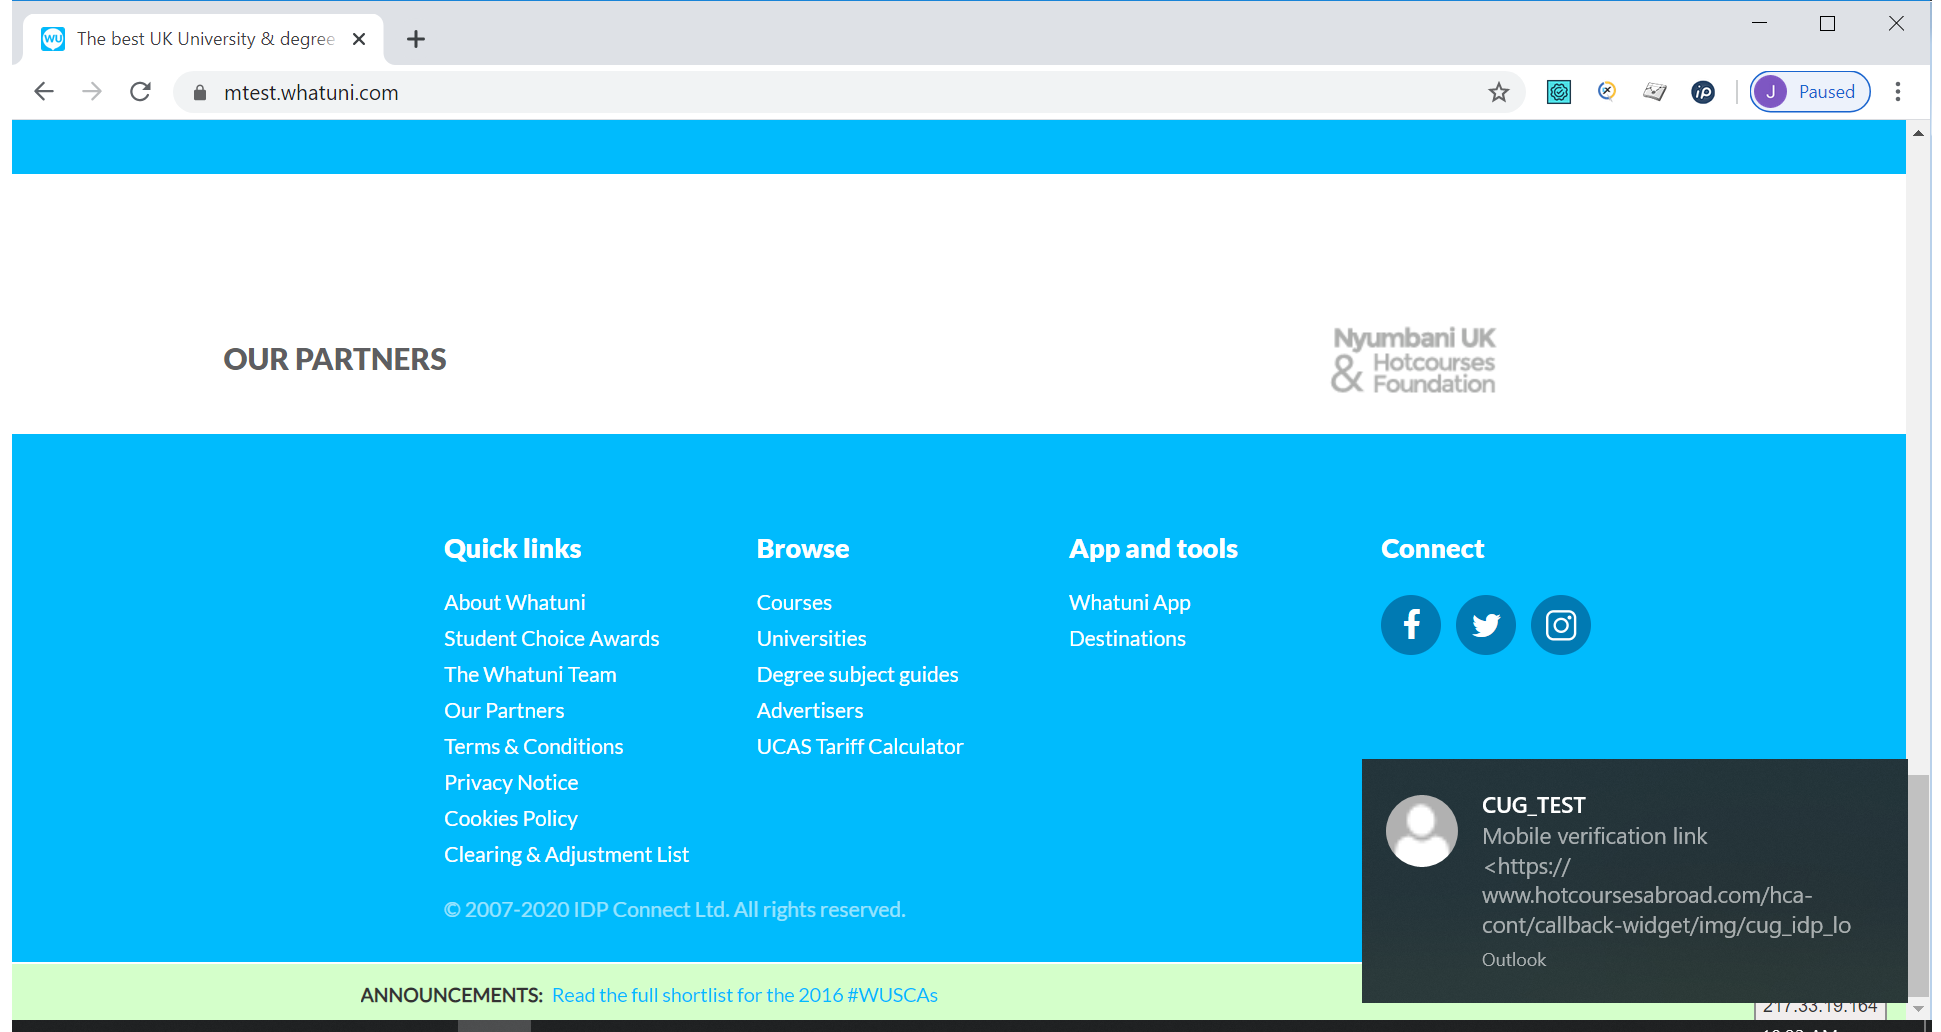 WU The best UK University & degree
mtest.whatuni.com
ip
J Paused
OUR PARTNERS
Nyumbani UK
& Hotcourses
Foundation
Quick links
About Whatuni
Student Choice Awards
The Whatuni Team
Our Partners
Terms & Conditions
Privacy Notice
Cookies Policy
Clearing & Adjustment List
Browse
Courses
Universities
Degree subject guides
Advertisers
UCAS Tariff Calculator
App and tools
Whatuni App
Destinations
Connect
© 2007-2020 IDP Connect Ltd. All rights reserved.
CUG_TEST
Mobile verification link
<https://
www.hotcoursesabroad.com/hca-
cont/callback-widget/img/cug_idp_lo
Outlook
ANNOUNCEMENTS: Read the full shortlist for the 2016 #WUSCAs
217.33.19.164